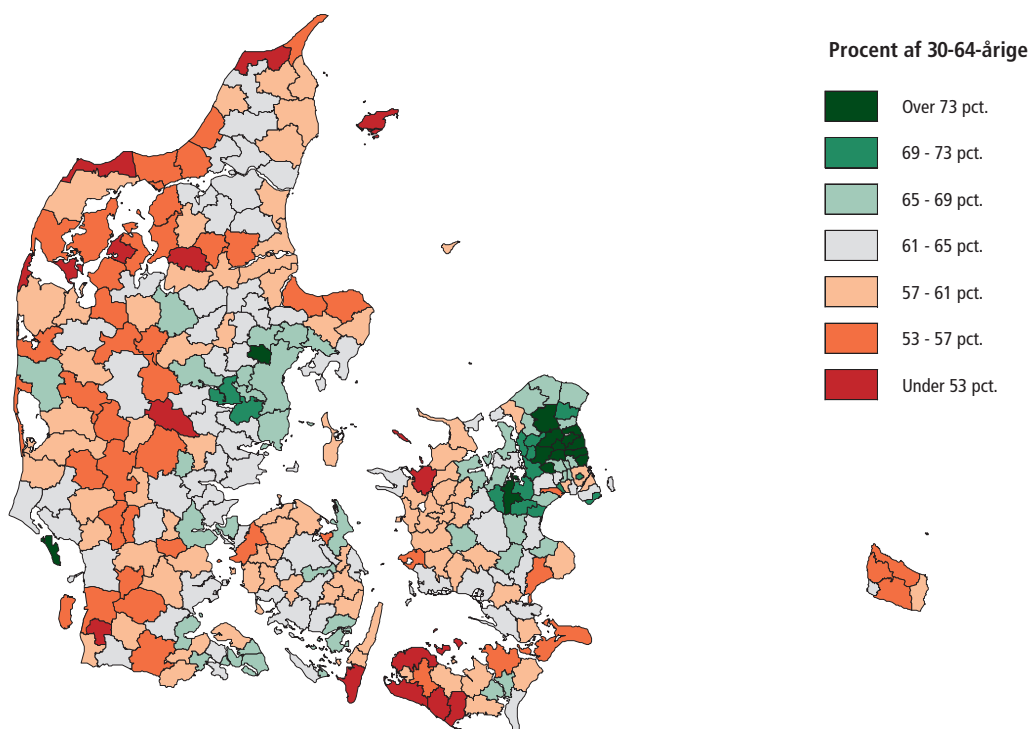 Procent af 30-64-årige
Over 73 pct.
69 - 73 pct.
65 - 69 pct.
61 - 65 pct.
57 - 61 pct.
53 - 57 pct.
Under 53 pct.